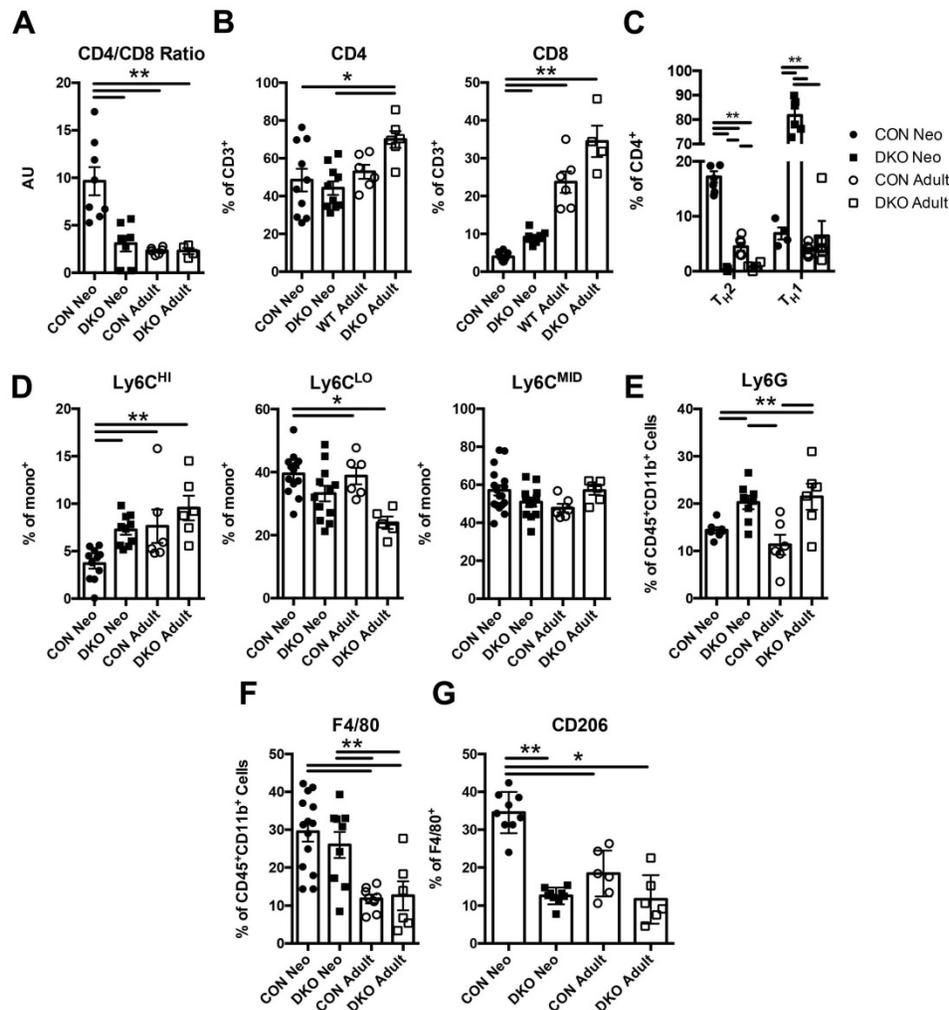 A
CD4/CD8 Ratio
**
20
15
10
5
0
AU
CON Neo
DKO Neo
CON Adult
DKO Adult
B
CD4
*
100
80
60
40
20
0
% of CD3+
CON Neo
DKO Neo
WT Adult
DKO Adult
CD8
**
60
50
40
30
20
10
0
% of CD3+
CON Neo
DKO Neo
WT Adult
DKO Adult
C
**
**
100
90
80
70
20
10
0
% of CD4+
TH2
TH1
CON Neo
DKO Neo
CON Adult
DKO Adult
D
Ly6CHI
**
20
15
10
5
0
% of mono+
CON Neo
DKO Neo
CON Adult
DKO Adult
Ly6CLO
*
60
40
20
0
% of mono+
CON Neo
DKO Neo
CON Adult
DKO Adult
Ly6CMID
100
80
60
40
20
0
% of mono+
CON Neo
DKO Neo
CON Adult
DKO Adult
E
Ly6G
**
40
30
20
10
0
% of CD45+CD11b+ Cells
CON Neo
DKO Neo
CON Adult
DKO Adult
F
F4/80
**
50
40
30
20
10
0
% of CD45+CD11b+ Cells
CON Neo
DKO Neo
CON Adult
DKO Adult
G
CD206
**
*
50
40
30
20
10
0
% of F4/80+
CON Neo
DKO Neo
CON Adult
DKO Adult